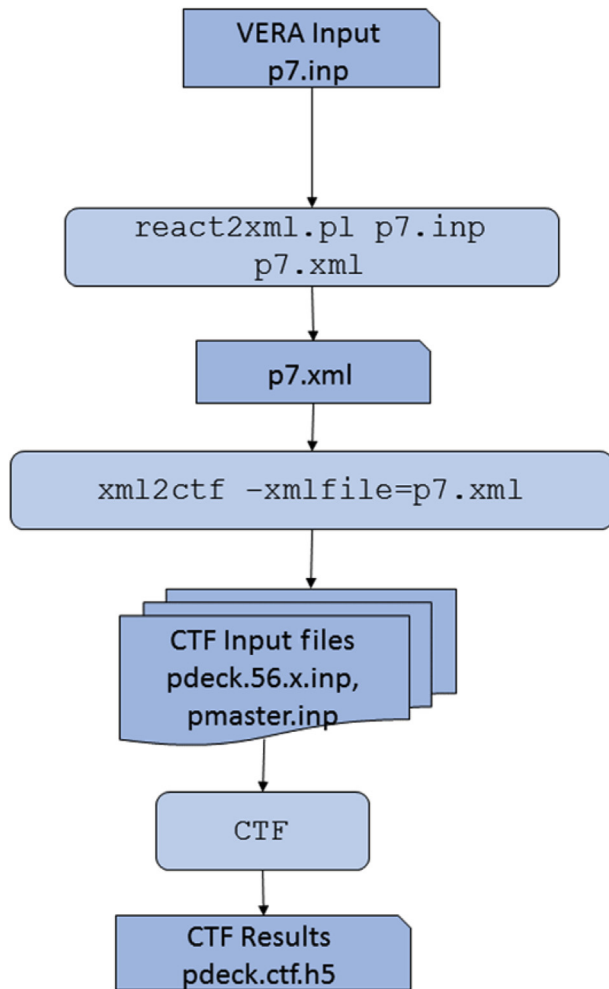 VERA Input
p7.inp
react2xml.pl p7.inp
p7.xml
p7.xml
xml2ctf –xmlfile=p7.xml
CTF Input files
pdeck.56.x.inp,
pmaster.inp
CTF
CTF Results
pdeck.ctf.h5